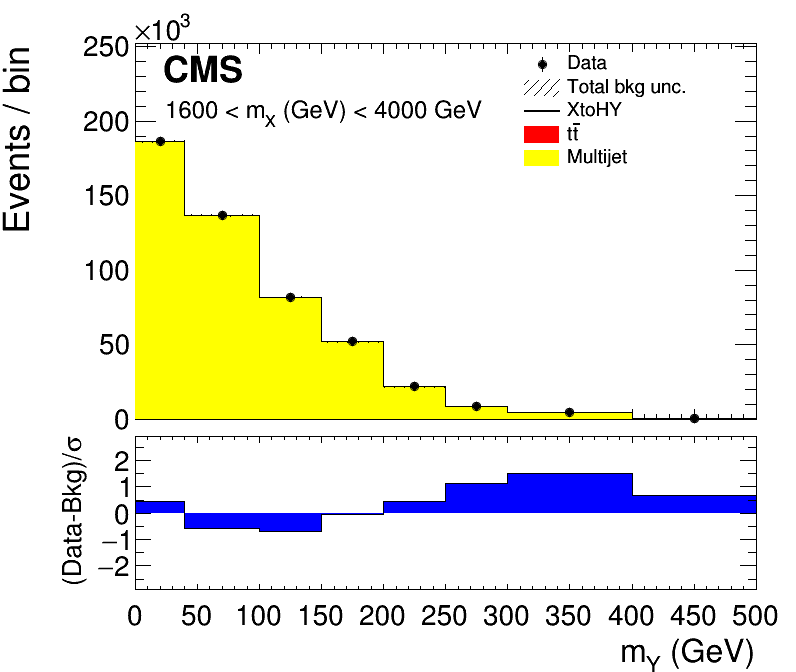 ×10³
Events / bin
250
200
150
100
50
0
CMS
1600 < m_X (GeV) < 4000 GeV
Data
Total bkg unc.
XtoHY
tt̄
Multijet
(Data-Bkg)/σ
2
1
0
−1
−2
0 50 100 150 200 250 300 350 400 450 500
m_Y (GeV)